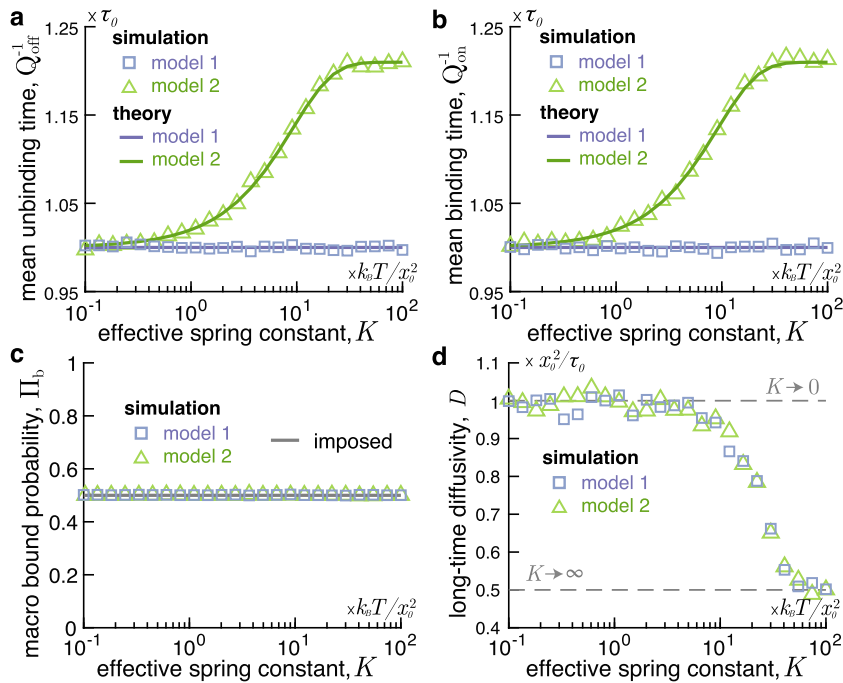 a
× τ₀
1.25
1.15
1.05
0.95
mean unbinding time, Q⁻¹off
simulation
model 1
model 2
theory
model 1
model 2
×kBT/x₀²
10⁻¹ 10⁰ 10¹ 10²
effective spring constant, K
b
× τ₀
1.25
1.15
1.05
0.95
mean binding time, Q⁻¹on
simulation
model 1
model 2
theory
model 1
model 2
×kBT/x₀²
10⁻¹ 10⁰ 10¹ 10²
effective spring constant, K
c
1
0.8
0.6
0.4
0.2
0
macro bound probability, Πb
simulation
model 1
model 2
imposed
×kBT/x₀²
10⁻¹ 10⁰ 10¹ 10²
effective spring constant, K
d
× x₀²/τ₀
1.1
1
0.9
0.8
0.7
0.6
0.5
0.4
long-time diffusivity, D
K→0
simulation
model 1
model 2
K→∞
×kBT/x₀²
10⁻¹ 10⁰ 10¹ 10²
effective spring constant, K